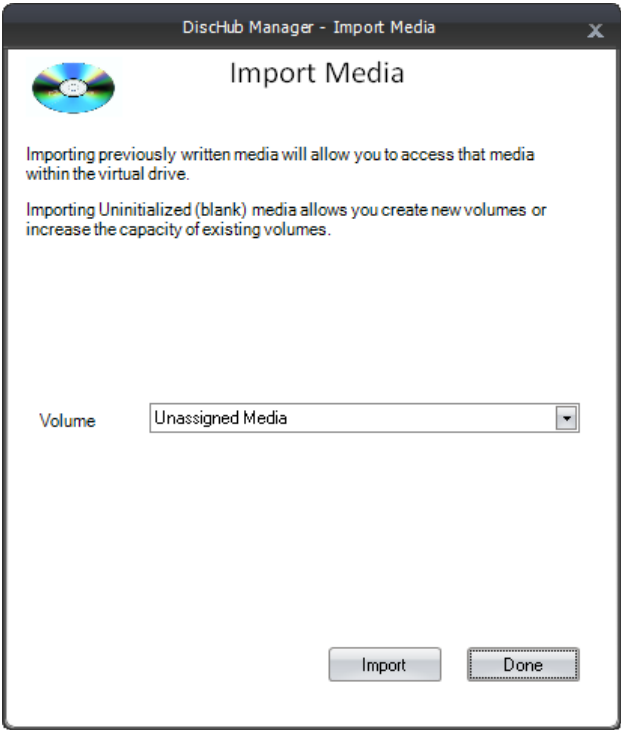 DiscHub Manager - Import Media
x
Import Media
Importing previously written media will allow you to access that media
within the virtual drive.
Importing Uninitialized (blank) media allows you create new volumes or
increase the capacity of existing volumes.
Volume
Unassigned Media
Import
Done